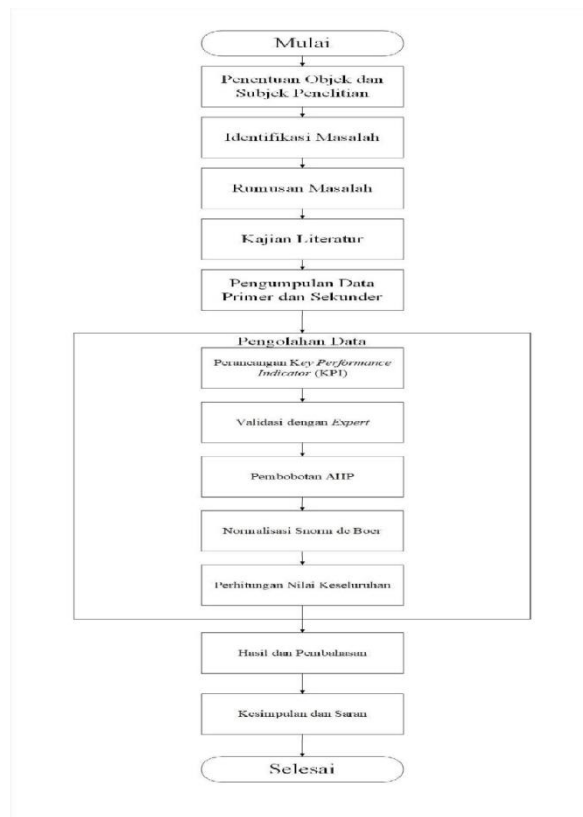 Mulai
Penentuan Objek dan
Subjek Penelitian
Identifikasi Masalah
Rumusan Masalah
Kajian Literatur
Pengumpulan Data
Primer dan Sekunder
Pengolahan Data
Perancangan Key Performance
Indicator (KPI)
Validasi dengan Expert
Pembobotan AHP
Normalisasi Snorm de Boer
Perhitungan Nilai Keseluruhan
Hasil dan Pembahasan
Kesimpulan dan Saran
Selesai